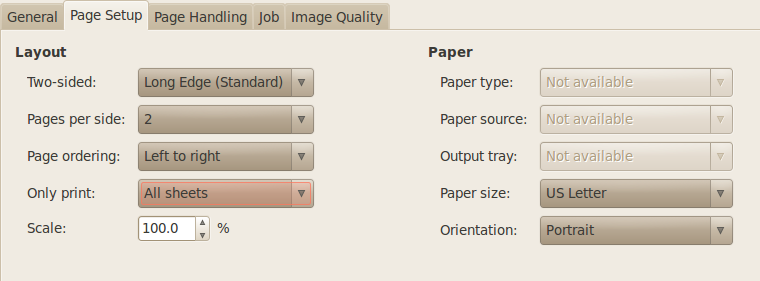 General Page Setup Page Handling Job Image Quality
Layout
Two-sided: Long Edge (Standard)
Pages per side: 2
Page ordering: Left to right
Only print: All sheets
Scale: 100.0 %
Paper
Paper type: Not available
Paper source: Not available
Output tray: Not available
Paper size: US Letter
Orientation: Portrait